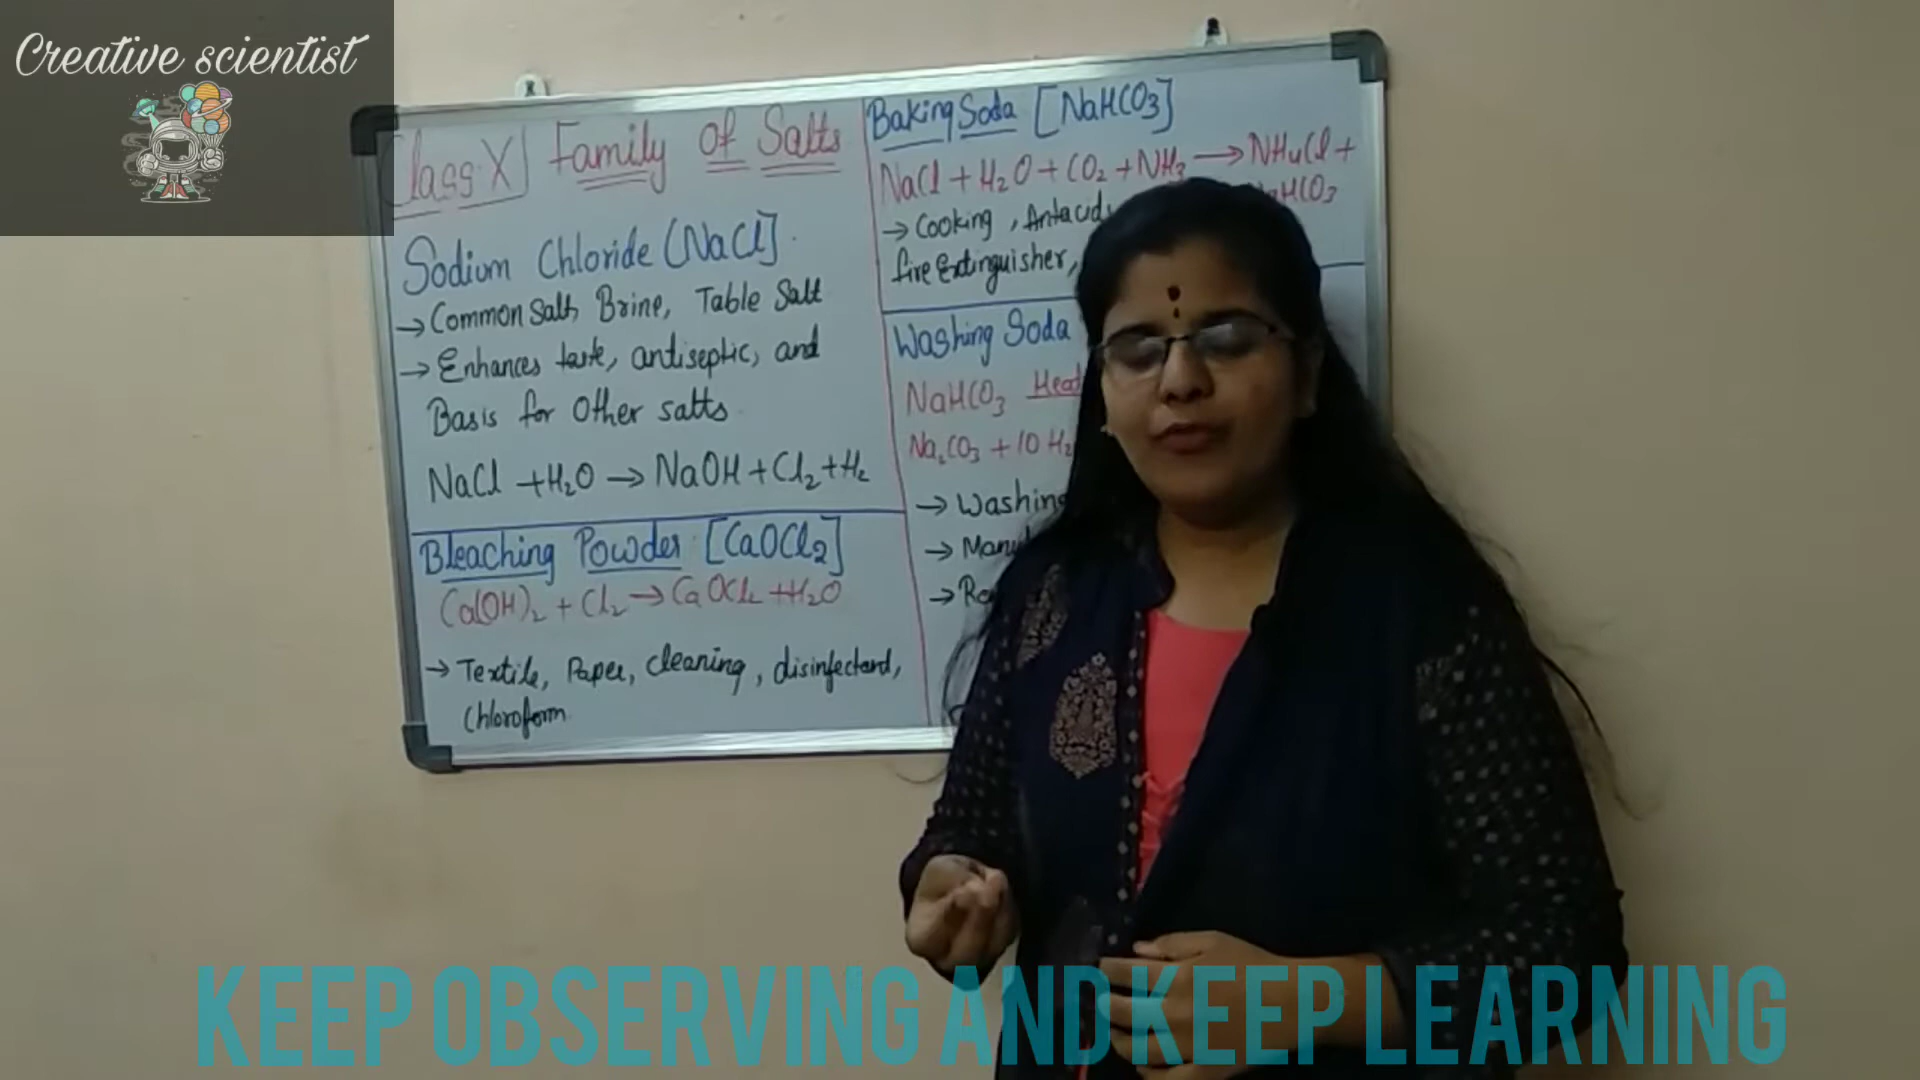 Creative scientist
Class X] Family of Salts
Sodium Chloride [NaCl]
→ Common Salt, Brine, Table Salt
→ Enhances taste, antiseptic, and
Basis for Other salts
NaCl + H2O → NaOH + Cl2 + H2
Bleaching Powder [CaOCl2]
Ca(OH)2 + Cl2 → CaOCl2 + H2O
→ Textile, Paper, cleaning, disinfectant,
Chloroform
Baking Soda [NaHCO3]
NaCl + H2O + CO2 + NH3 → NH4Cl +
HCO3
→ Cooking, Antacid,
fire Extinguisher,
Washing Soda
NaHCO3 Heat
Na2CO3 + 10 H2
→ Washing
→
→
KEEP OBSERVING AND KEEP LEARNING